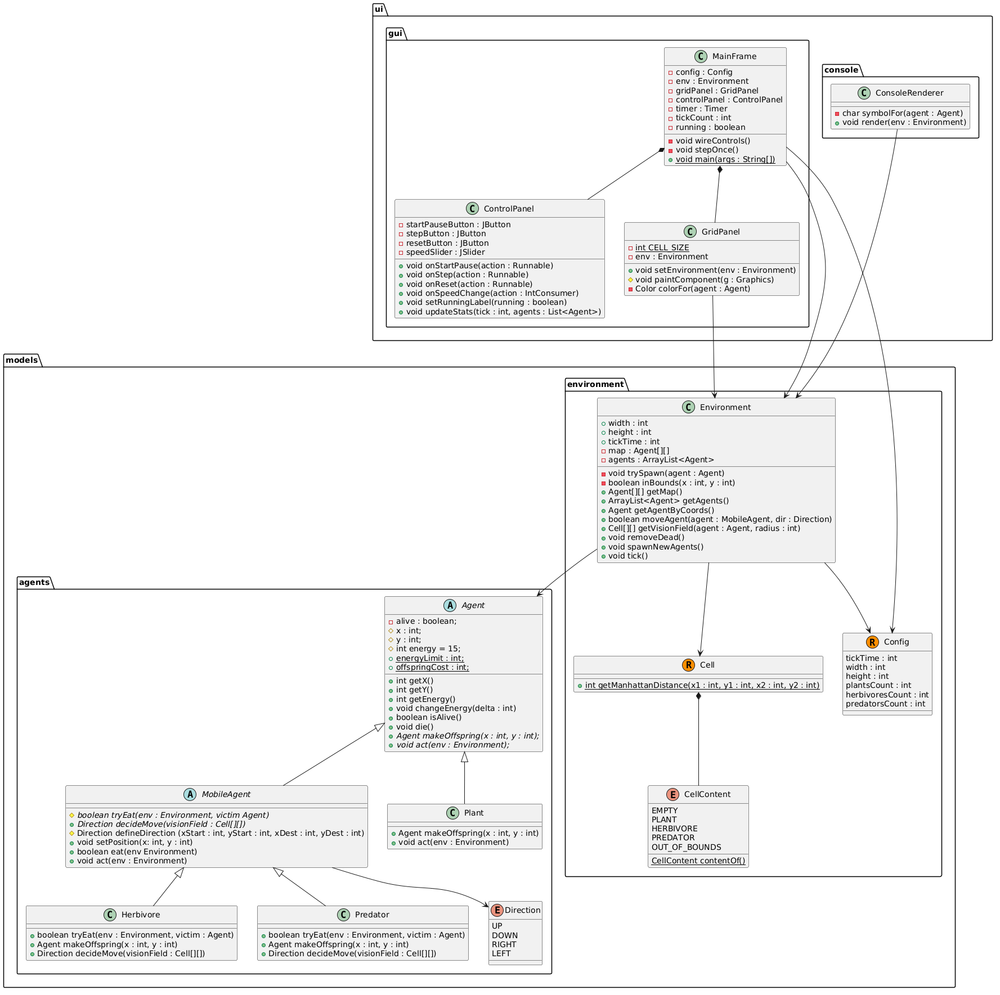 ui
gui
C MainFrame
config : Config
env : Environment
gridPanel : GridPanel
controlPanel : ControlPanel
timer : Timer
tickCount : int
running : boolean
void wireControls()
void stepOnce()
void main(args : String[])
console
C ConsoleRenderer
char symbolFor(agent : Agent)
void render(env : Environment)
C ControlPanel
startPauseButton : JButton
stepButton : JButton
resetButton : JButton
speedSlider : JSlider
void onStartPause(action : Runnable)
void onStep(action : Runnable)
void onReset(action : Runnable)
void onSpeedChange(action : IntConsumer)
void setRunningLabel(running : boolean)
void updateStats(tick : int, agents : List<Agent>)
C GridPanel
int CELL_SIZE
env : Environment
void setEnvironment(env : Environment)
void paintComponent(g : Graphics)
Color colorFor(agent : Agent)
models
environment
C Environment
width : int
height : int
tickTime : int
map : Agent[][]
agents : ArrayList<Agent>
void trySpawn(agent : Agent)
boolean inBounds(x : int, y : int)
Agent[][] getMap()
ArrayList<Agent> getAgents()
Agent getAgentByCoords()
boolean moveAgent(agent : MobileAgent, dir : Direction)
Cell[][] getVisionField(agent : Agent, radius : int)
void removeDead()
void spawnNewAgents()
void tick()
agents
A Agent
alive : boolean;
x : int;
y : int;
int energy = 15;
energyLimit : int;
offspringCost : int;
int getX()
int getY()
int getEnergy()
void changeEnergy(delta : int)
boolean isAlive()
void die()
Agent makeOffspring(x : int, y : int);
void act(env : Environment);
R Cell
int getManhattanDistance(x1 : int, y1 : int, x2 : int, y2 : int)
R Config
tickTime : int
width : int
height : int
plantsCount : int
herbivoresCount : int
predatorsCount : int
A MobileAgent
boolean tryEat(env : Environment, victim Agent)
Direction decideMove(visionField : Cell[][])
Direction defineDirection (xStart : int, yStart : int, xDest : int, yDest : int)
void setPosition(x: int, y : int)
boolean eat(env Environment)
void act(env : Environment)
C Plant
Agent makeOffspring(x : int, y : int)
void act(env : Environment)
E CellContent
EMPTY
PLANT
HERBIVORE
PREDATOR
OUT_OF_BOUNDS
CellContent contentOf()
C Herbivore
boolean tryEat(env : Environment, victim : Agent)
Agent makeOffspring(x : int, y : int)
Direction decideMove(visionField : Cell[][])
C Predator
boolean tryEat(env : Environment, victim : Agent)
Agent makeOffspring(x : int, y : int)
Direction decideMove(visionField : Cell[][])
E Direction
UP
DOWN
RIGHT
LEFT